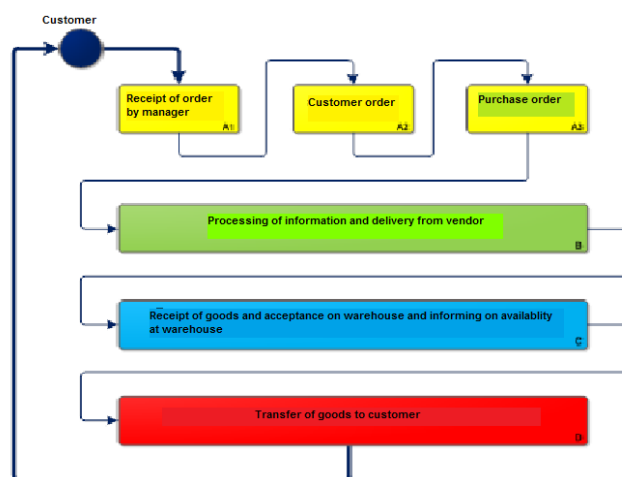 Customer
Receipt of order
by manager
A1
Customer order
A2
Purchase order
A3
Processing of information and delivery from vendor
B
Receipt of goods and acceptance on warehouse and informing on availablity
at warehouse
C
Transfer of goods to customer
D